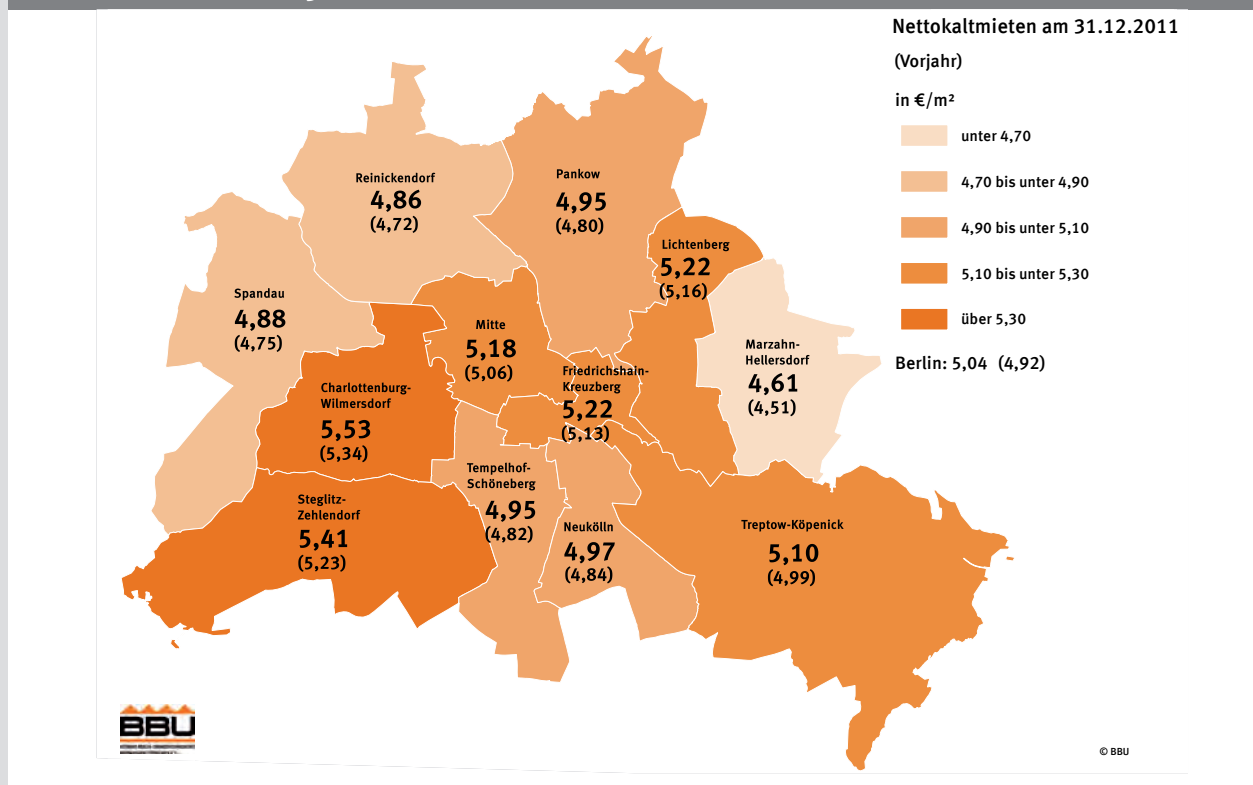 Nettokaltmieten am 31.12.2011
(Vorjahr)
in €/m²
unter 4,70
4,70 bis unter 4,90
4,90 bis unter 5,10
5,10 bis unter 5,30
über 5,30
Berlin: 5,04 (4,92)
Reinickendorf
4,86
(4,72)
Pankow
4,95
(4,80)
Lichtenberg
5,22
(5,16)
Spandau
4,88
(4,75)
Mitte
5,18
(5,06)
Marzahn-
Hellersdorf
4,61
(4,51)
Friedrichshain-
Kreuzberg
5,22
(5,13)
Charlottenburg-
Wilmersdorf
5,53
(5,34)
Tempelhof-
Schöneberg
4,95
(4,82)
Steglitz-
Zehlendorf
5,41
(5,23)
Neukölln
4,97
(4,84)
Treptow-Köpenick
5,10
(4,99)
BBU
© BBU